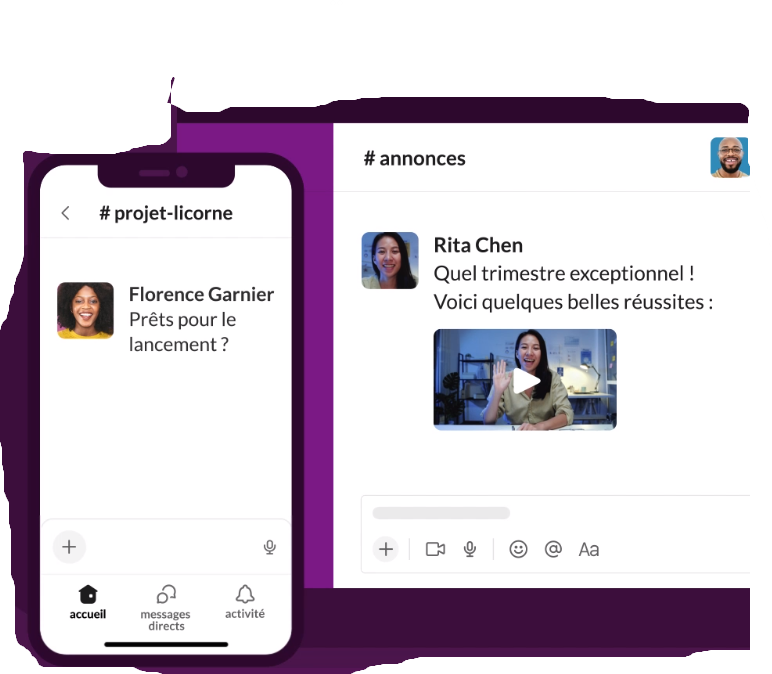 # projet-licorne
Florence Garnier
Prêts pour le
lancement ?
accueil
messages
directs
activité
# annonces
Rita Chen
Quel trimestre exceptionnel !
Voici quelques belles réussites :
@
Aa